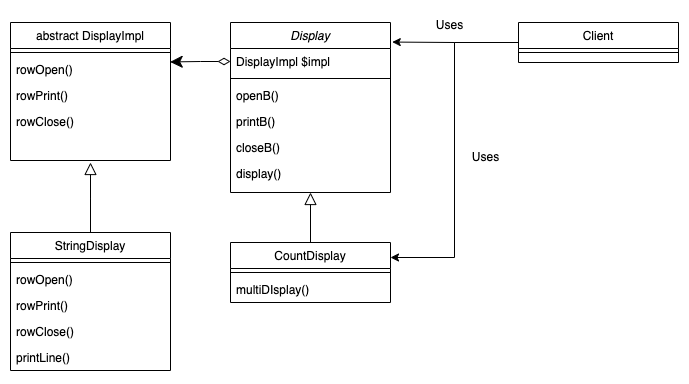 abstract DisplayImpl
rowOpen()
rowPrint()
rowClose()
Display
DisplayImpl $impl
openB()
printB()
closeB()
display()
Uses
Client
Uses
StringDisplay
rowOpen()
rowPrint()
rowClose()
printLine()
CountDisplay
multiDIsplay()